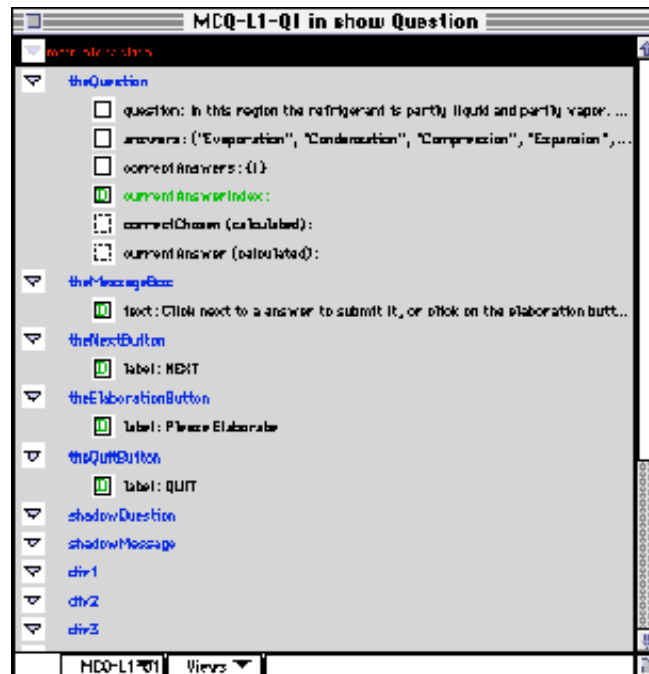 MCQ-L1-Q1 in show Question
theQuestion
question: In this region the refrigerant is partly liquid and partly vapor. ...
answers: ("Evaporation", "Condensation", "Compression", "Expansion", ...
correctAnswers: {1}
currentAnswerIndex:
correctChosen (calculated):
currentAnswer (calculated):
theMessageBox
text: Click next to a answer to submit it, or click on the elaboration butt...
theNextButton
label: NEXT
theElaborationButton
label: Please Elaborate
theQuitButton
label: QUIT
shadowQuestion
shadowMessage
div1
div2
div3
MCQ-L1-Q1 Views